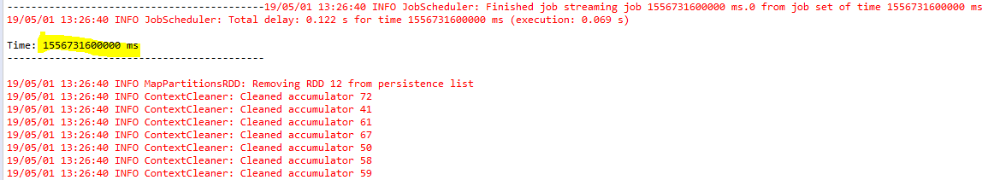 -------------------------------------------19/05/01 13:26:40 INFO JobScheduler: Finished job streaming job 1556731600000 ms.0 from job set of time 1556731600000 ms
19/05/01 13:26:40 INFO JobScheduler: Total delay: 0.122 s for time 1556731600000 ms (execution: 0.069 s)
Time: 1556731600000 ms
-------------------------------------------
19/05/01 13:26:40 INFO MapPartitionsRDD: Removing RDD 12 from persistence list
19/05/01 13:26:40 INFO ContextCleaner: Cleaned accumulator 72
19/05/01 13:26:40 INFO ContextCleaner: Cleaned accumulator 41
19/05/01 13:26:40 INFO ContextCleaner: Cleaned accumulator 61
19/05/01 13:26:40 INFO ContextCleaner: Cleaned accumulator 67
19/05/01 13:26:40 INFO ContextCleaner: Cleaned accumulator 50
19/05/01 13:26:40 INFO ContextCleaner: Cleaned accumulator 58
19/05/01 13:26:40 INFO ContextCleaner: Cleaned accumulator 59